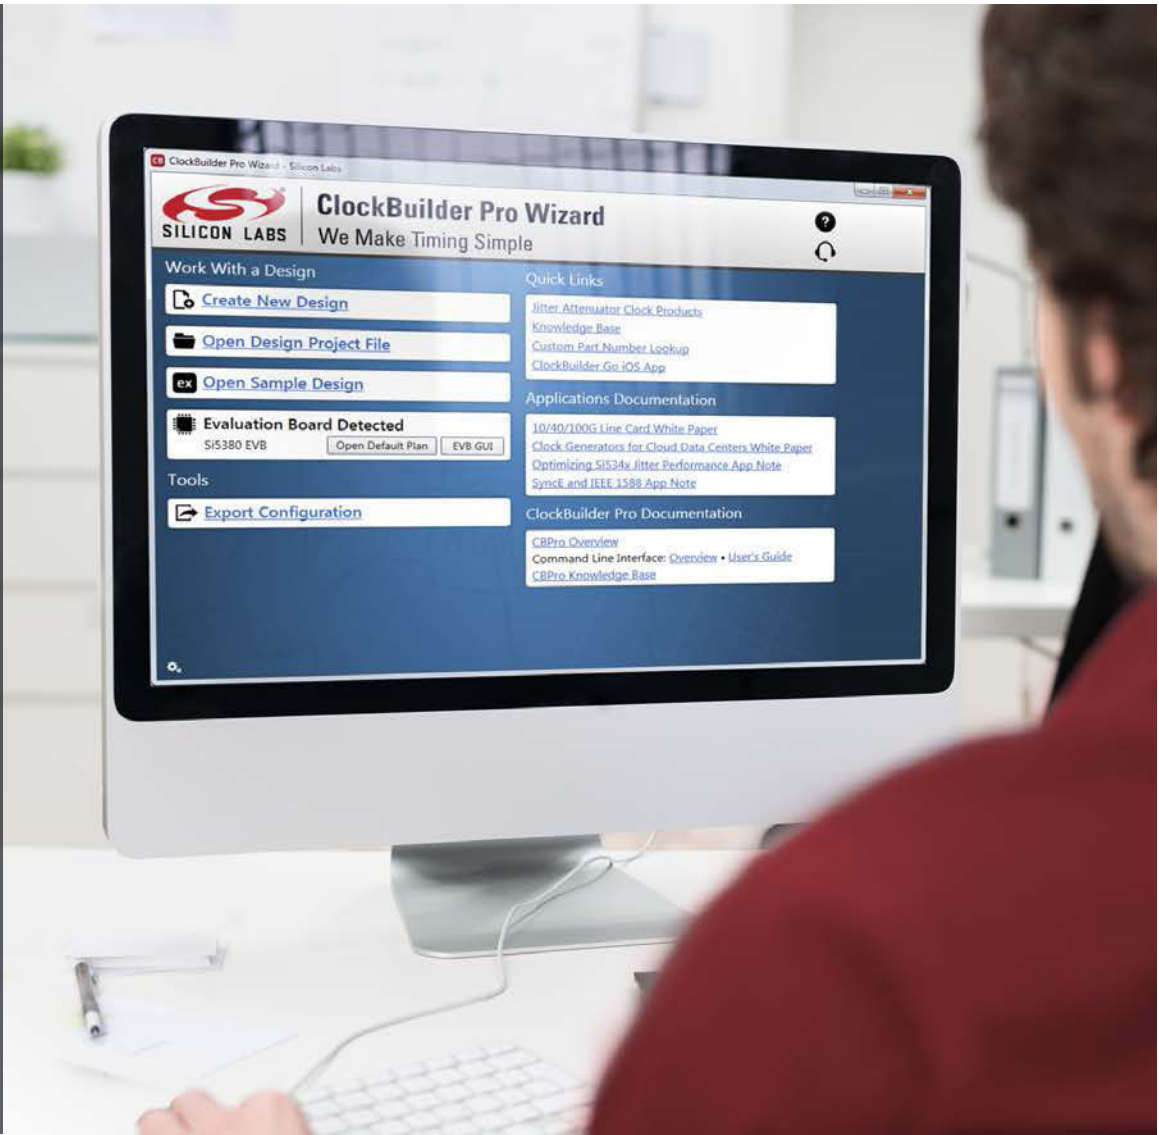 CB ClockBuilder Pro Wizard - Silicon Labs
SILICON LABS
ClockBuilder Pro Wizard
We Make Timing Simple
?
Work With a Design
Create New Design
Open Design Project File
ex Open Sample Design
Evaluation Board Detected
Si5380 EVB Open Default Plan EVB GUI
Tools
Export Configuration
Quick Links
Jitter Attenuator Clock Products
Knowledge Base
Custom Part Number Lookup
ClockBuilder Go iOS App
Applications Documentation
10/40/100G Line Card White Paper
Clock Generators for Cloud Data Centers White Paper
Optimizing Si534x Jitter Performance App Note
SyncE and IEEE 1588 App Note
ClockBuilder Pro Documentation
CBPro Overview
Command Line Interface: Overview • User's Guide
CBPro Knowledge Base